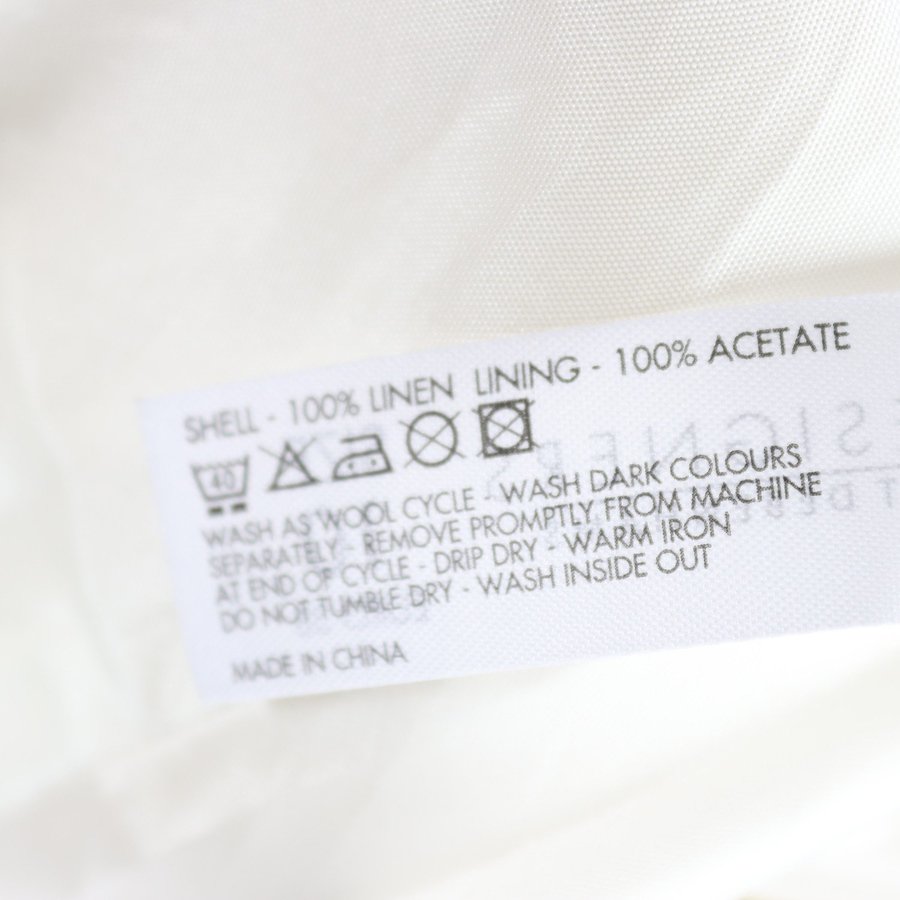 SHELL - 100% LINEN LINING - 100% ACETATE
40
WASH AS WOOL CYCLE - WASH DARK COLOURS
SEPARATELY - REMOVE PROMPTLY FROM MACHINE
AT END OF CYCLE - DRIP DRY - WARM IRON
DO NOT TUMBLE DRY - WASH INSIDE OUT
MADE IN CHINA